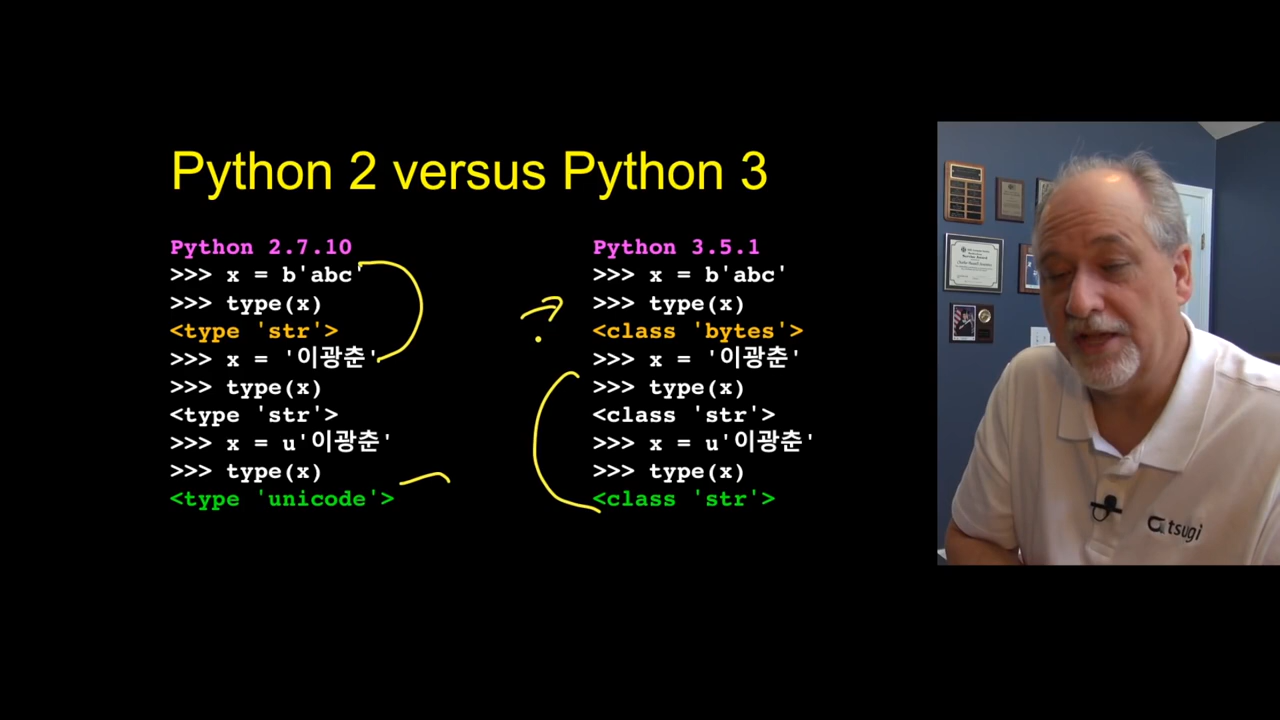 Python 2 versus Python 3
Python 2.7.10
>>> x = b'abc'
>>> type(x)
<type 'str'>
>>> x = '이광춘'
>>> type(x)
<type 'str'>
>>> x = u'이광춘'
>>> type(x)
<type 'unicode'>
Python 3.5.1
>>> x = b'abc'
>>> type(x)
<class 'bytes'>
>>> x = '이광춘'
>>> type(x)
<class 'str'>
>>> x = u'이광춘'
>>> type(x)
<class 'str'>
tsugi